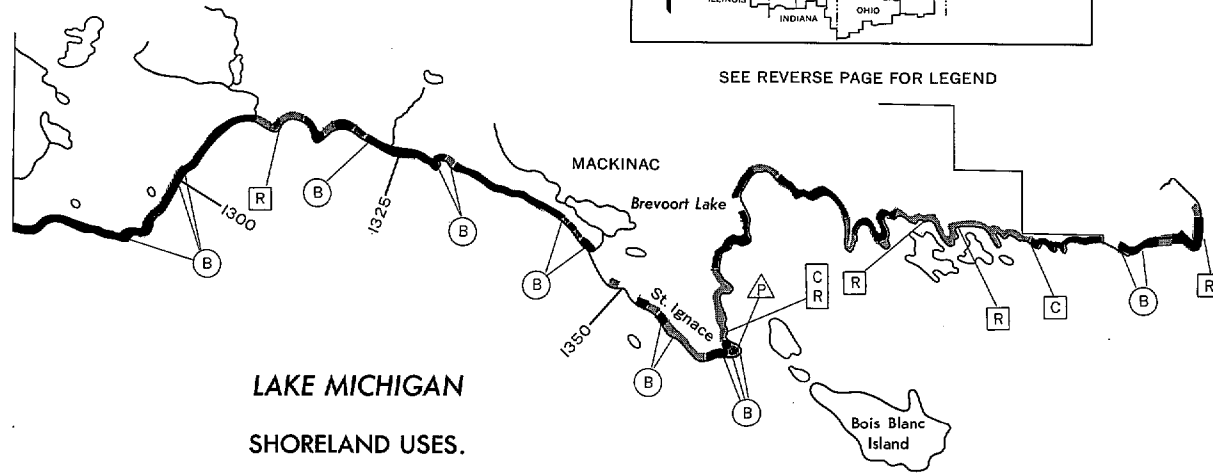 ILLINOIS
INDIANA
OHIO
SEE REVERSE PAGE FOR LEGEND
MACKINAC
Brevoort Lake
R
B
1300
1325
B
B
B
1350
St. Ignace
B
P
C
R
R
R
C
B
R
B
Bois Blanc
Island
LAKE MICHIGAN
SHORELAND USES.